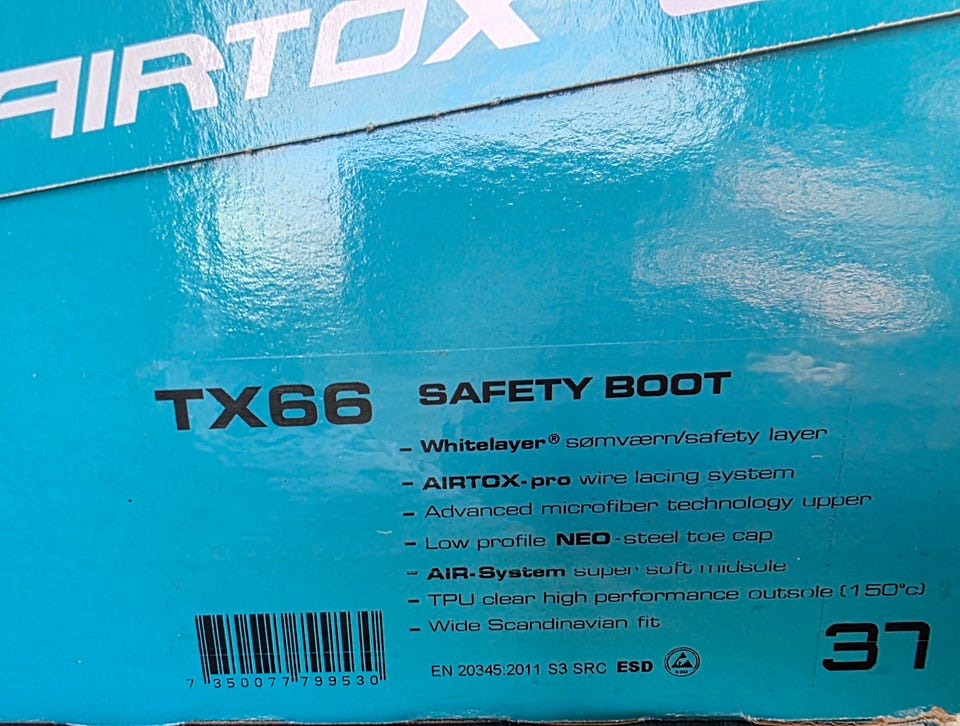 AIRTOX
TX66 SAFETY BOOT
- Whitelayer® sømværn/safety layer
- AIRTOX-pro wire lacing system
- Advanced microfiber technology upper
- Low profile NEO-steel toe cap
- AiR-System super soft midsole
- TPU clear high performance outsole (150°c)
- Wide Scandinavian fit
EN 20345:2011 S3 SRC ESD
37
7 350077 799530